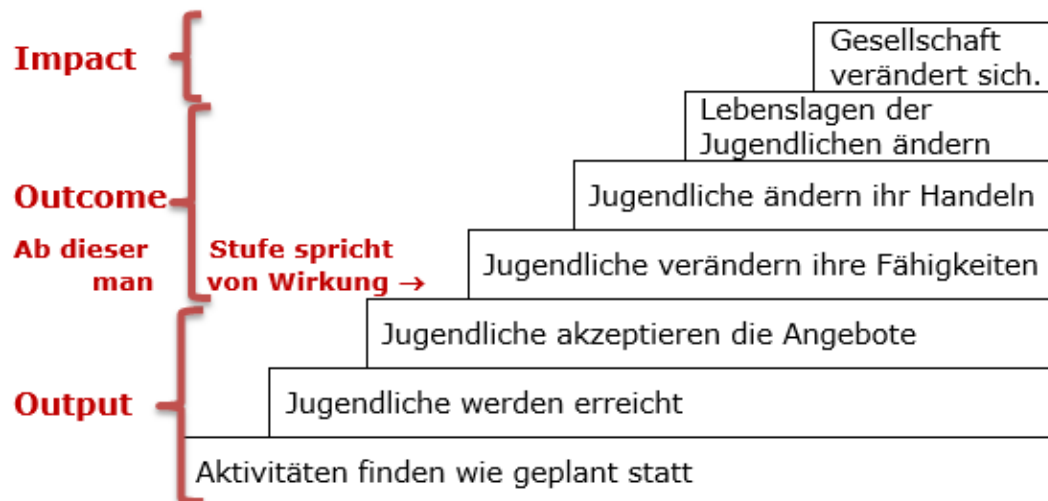 Impact
Gesellschaft
verändert sich.
Lebenslagen der
Jugendlichen ändern
Outcome
Jugendliche ändern ihr Handeln
Ab dieser Stufe spricht
man von Wirkung →
Jugendliche verändern ihre Fähigkeiten
Jugendliche akzeptieren die Angebote
Output
Jugendliche werden erreicht
Aktivitäten finden wie geplant statt